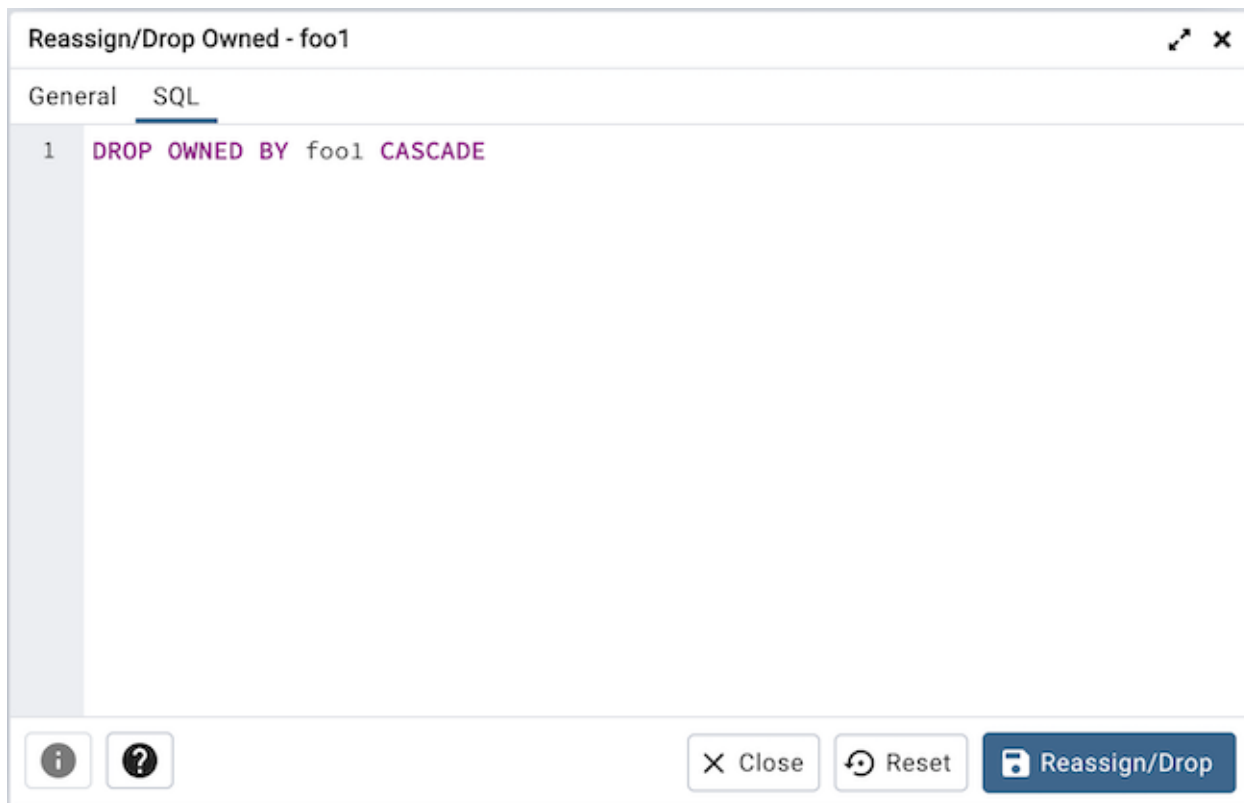 Reassign/Drop Owned - foo1
General SQL
1 DROP OWNED BY foo1 CASCADE
Close Reset Reassign/Drop